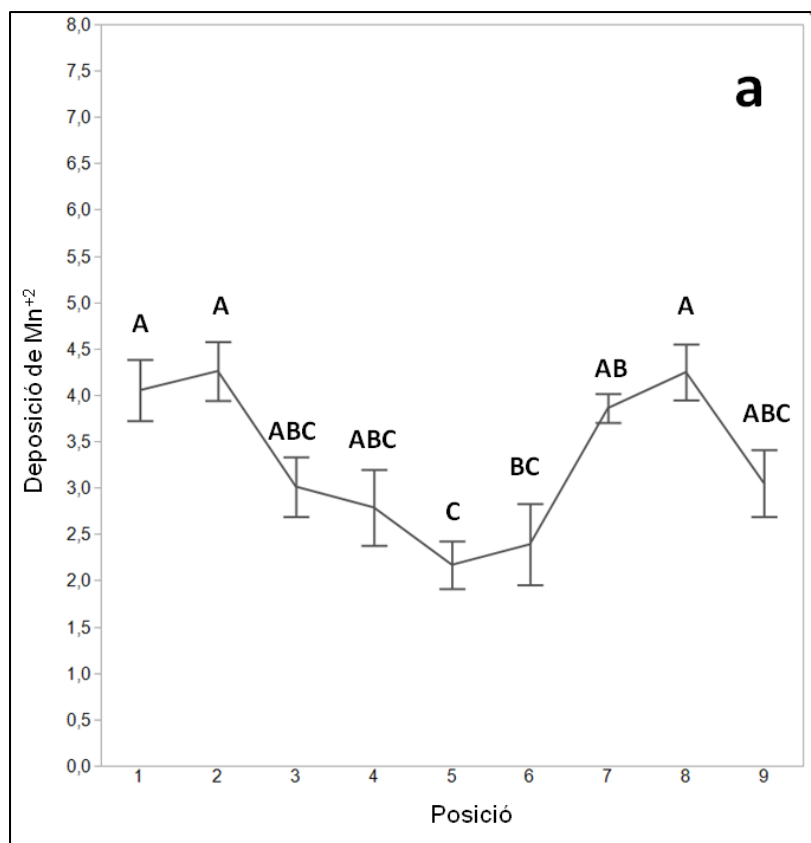 8,0
a
7,5
7,0
6,5
6,0
5,5
5,0
A A A
4,5
AB
4,0
ABC ABC ABC
3,5
3,0
C BC
2,5
2,0
1,5
1,0
0,5
0,0
1 2 3 4 5 6 7 8 9
Deposició de Mn⁺²
Posició